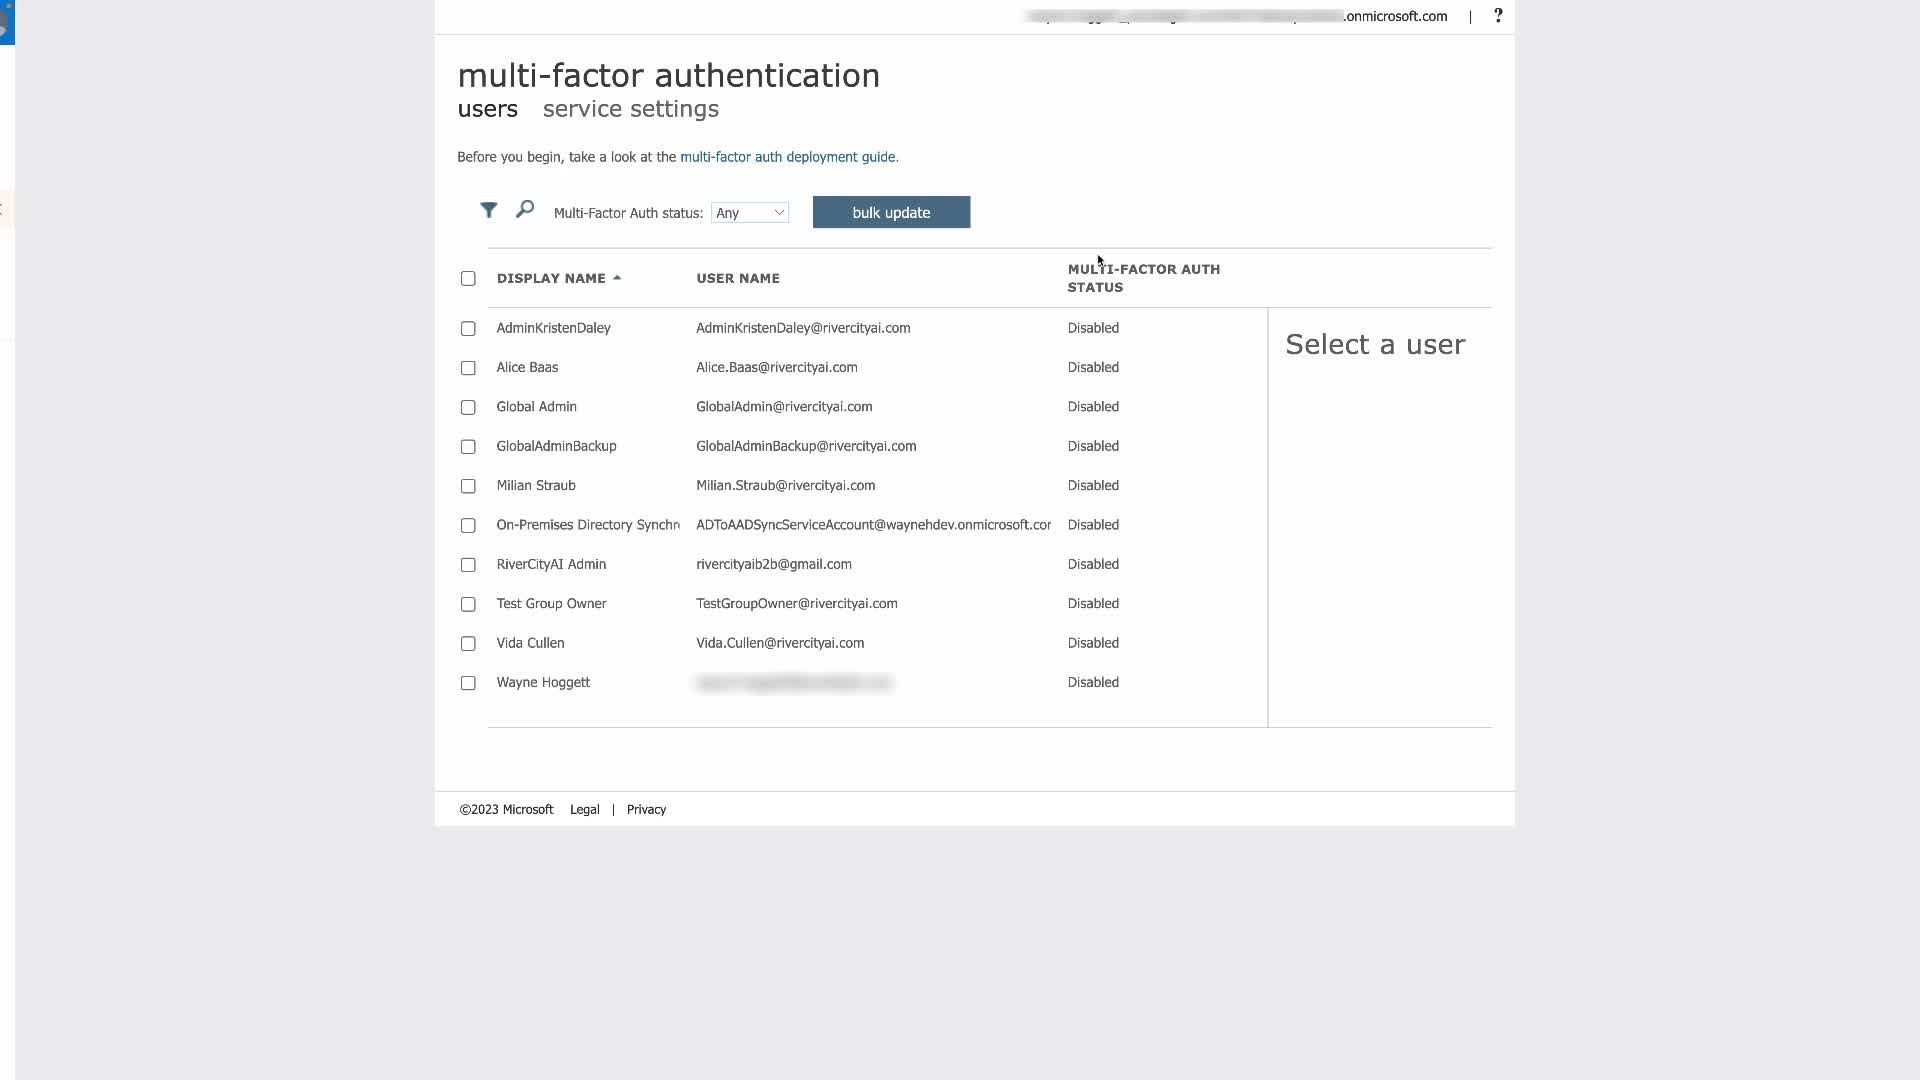 .onmicrosoft.com | ?
multi-factor authentication
users service settings
Before you begin, take a look at the multi-factor auth deployment guide.
Multi-Factor Auth status: Any bulk update
DISPLAY NAME USER NAME MULTI-FACTOR AUTH STATUS
AdminKristenDaley AdminKristenDaley@rivercityai.com Disabled
Select a user
Alice Baas Alice.Baas@rivercityai.com Disabled
Global Admin GlobalAdmin@rivercityai.com Disabled
GlobalAdminBackup GlobalAdminBackup@rivercityai.com Disabled
Milian Straub Milian.Straub@rivercityai.com Disabled
On-Premises Directory Synchr ADToAADSyncServiceAccount@waynehdev.onmicrosoft.cor Disabled
RiverCityAI Admin rivercityaib2b@gmail.com Disabled
Test Group Owner TestGroupOwner@rivercityai.com Disabled
Vida Cullen Vida.Cullen@rivercityai.com Disabled
Wayne Hoggett Disabled
©2023 Microsoft Legal | Privacy